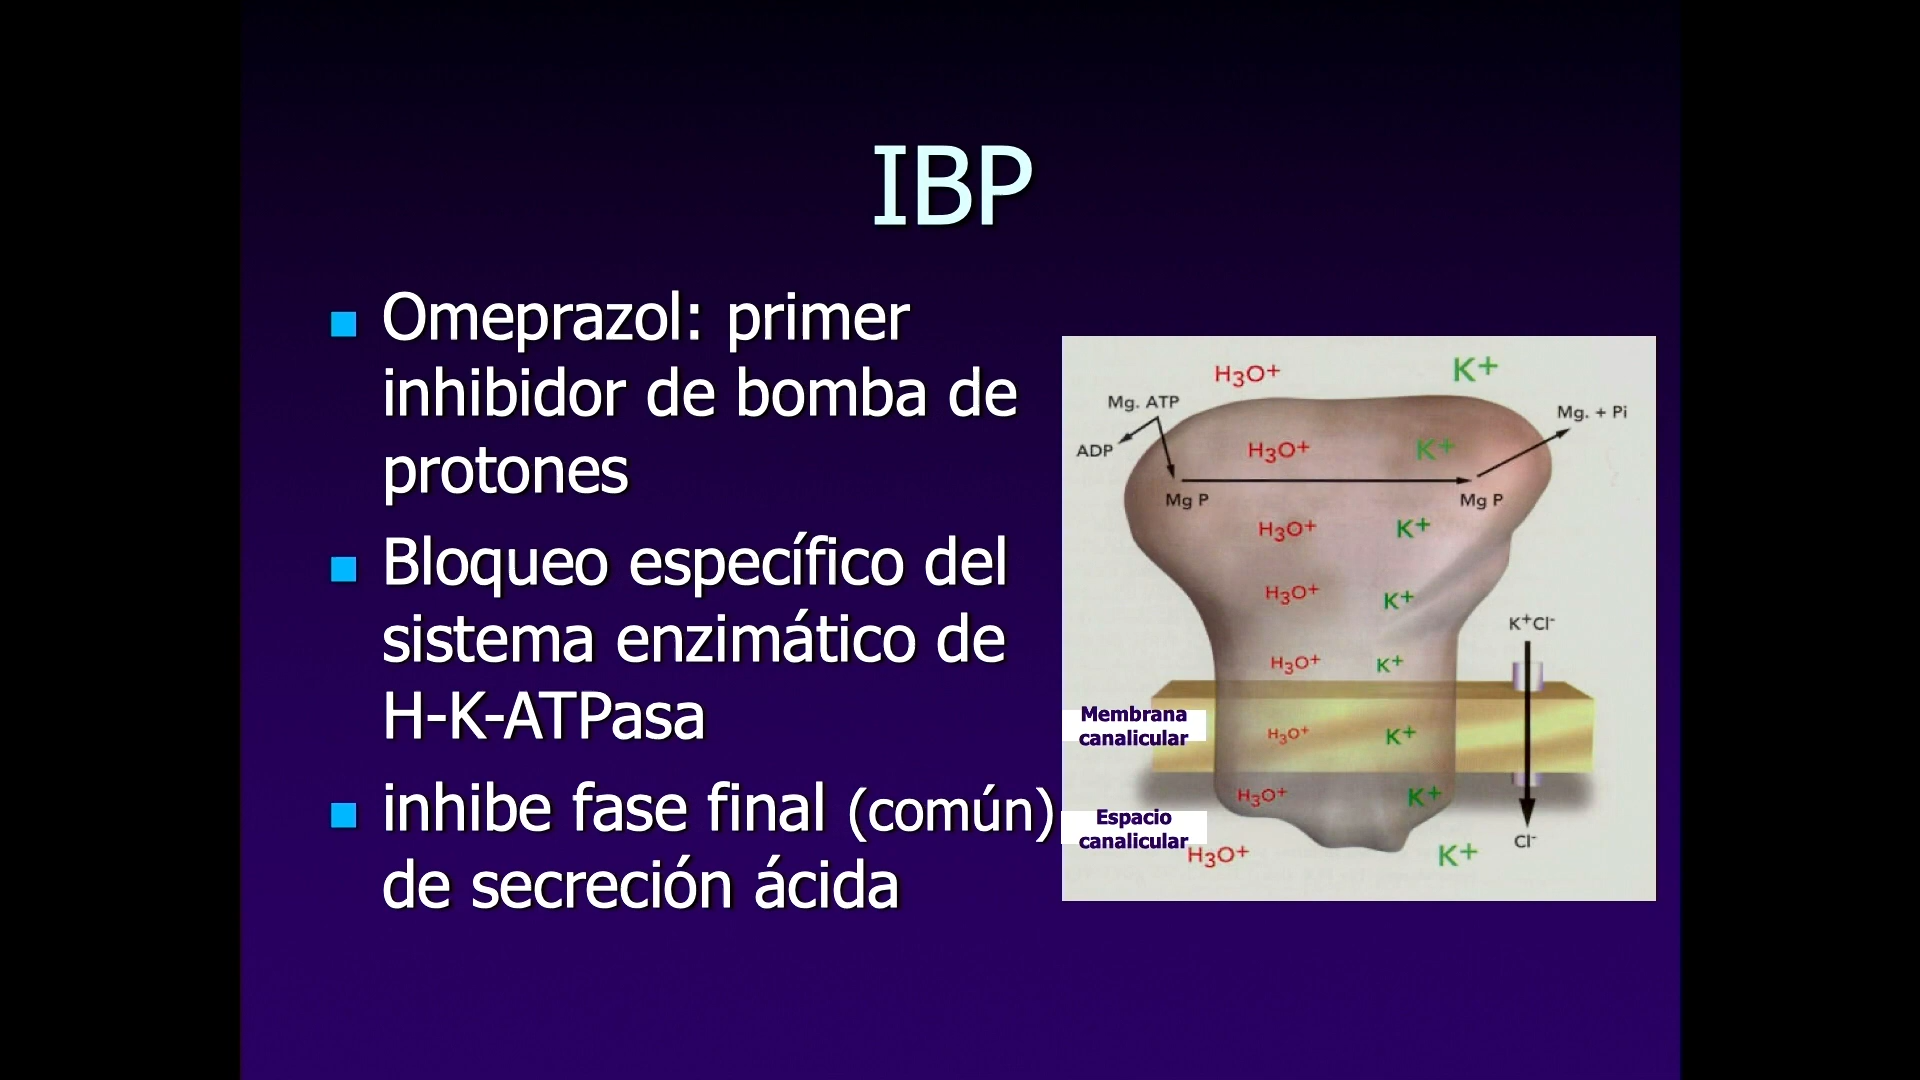 IBP
Omeprazol: primer
inhibidor de bomba de
protones
Bloqueo específico del
sistema enzimático de
H-K-ATPasa
inhibe fase final (común)
de secreción ácida
H3O+ K+
Mg. ATP Mg. + Pi
ADP H3O+ K+
Mg P Mg P
H3O+ K+
H3O+ K+
K+Cl-
H3O+ K+
Membrana
canalicular
H3O+ K+
H3O+ K+
Espacio
canalicular
Cl-
H3O+ K+